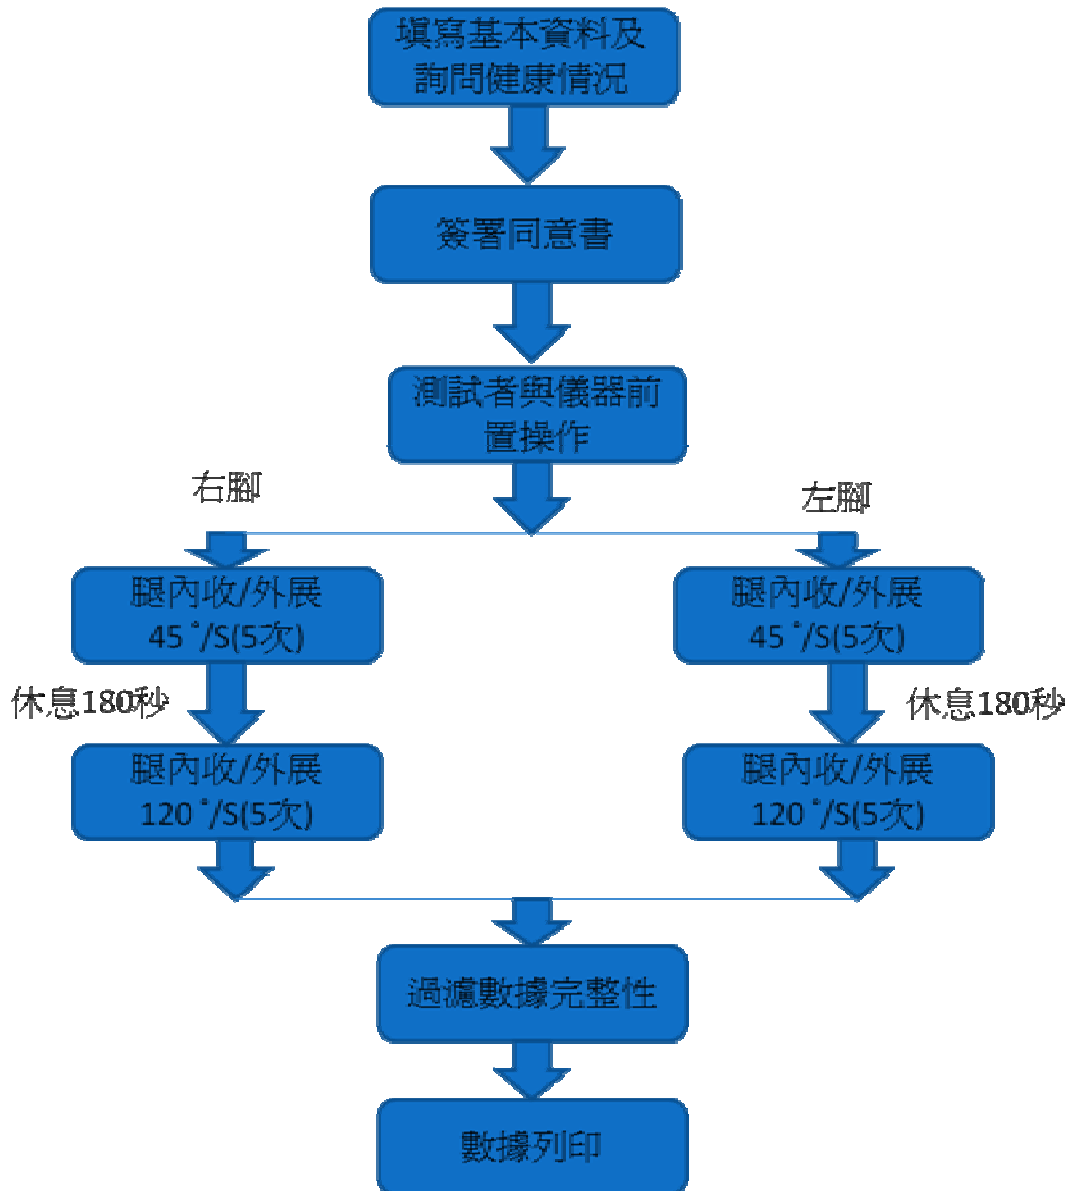 填寫基本資料及
詢問健康情況
簽署同意書
測試者與儀器前
置操作
右腳
左腳
腿內收/外展
45˚/S(5次)
腿內收/外展
45˚/S(5次)
休息180秒
休息180秒
腿內收/外展
120˚/S(5次)
腿內收/外展
120˚/S(5次)
過濾數據完整性
數據列印